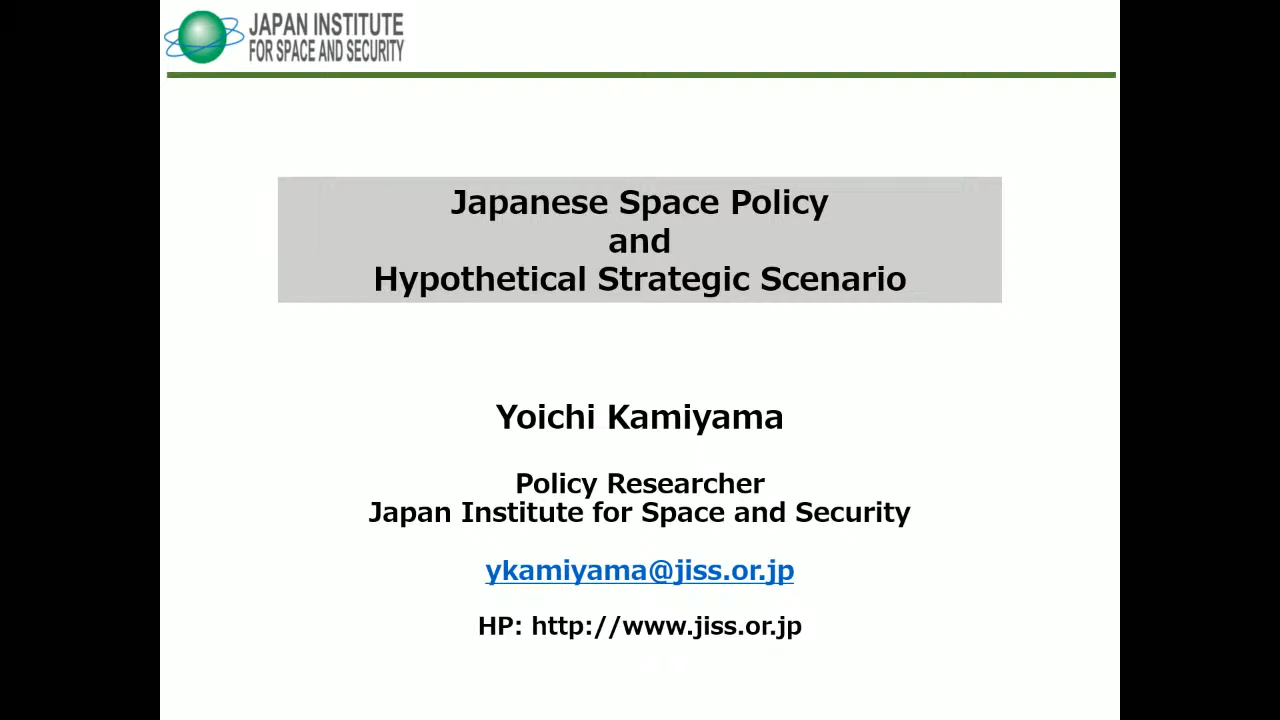 JAPAN INSTITUTE
FOR SPACE AND SECURITY
Japanese Space Policy
and
Hypothetical Strategic Scenario
Yoichi Kamiyama
Policy Researcher
Japan Institute for Space and Security
ykamiyama@jiss.or.jp
HP: http://www.jiss.or.jp